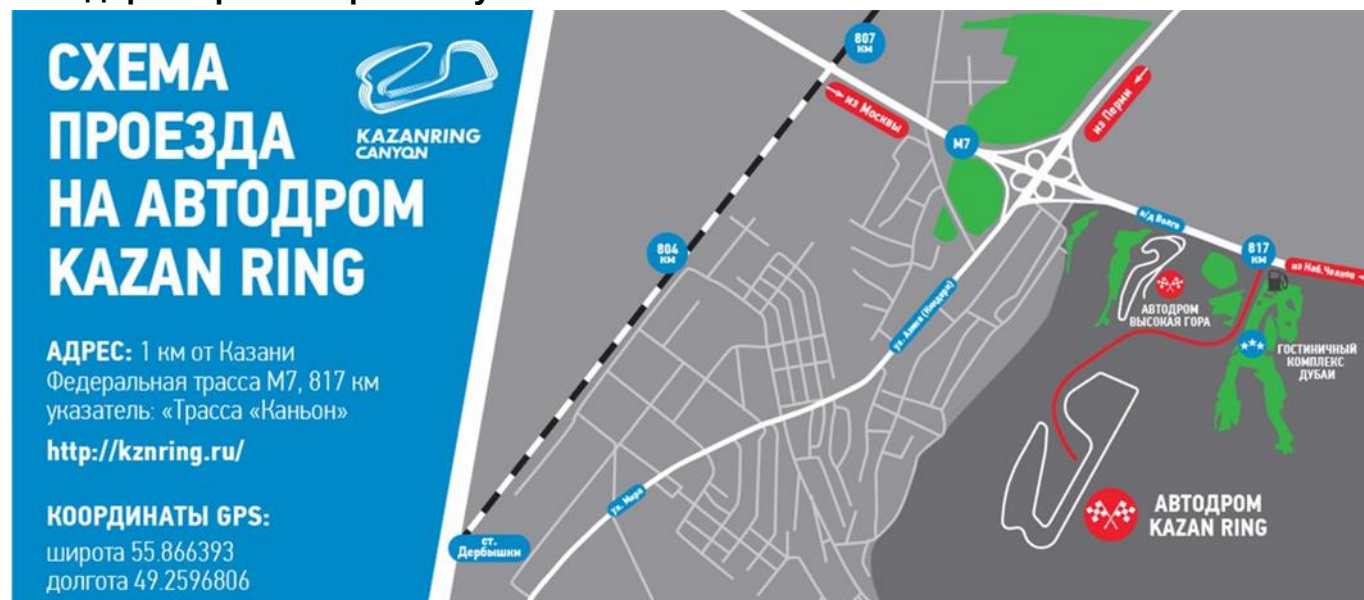 СХЕМА
ПРОЕЗДА
НА АВТОДРОМ
KAZAN RING
KAZANRING
CANYON
АДРЕС: 1 км от Казани
Федеральная трасса М7, 817 км
указатель: «Трасса «Каньон»
http://kznring.ru/
КООРДИНАТЫ GPS:
широта 55.866393
долгота 49.2596806
807
КМ
из Москвы
М7
из Перми
а/д Волга
817
КМ
из Наб.Челнов
804
КМ
АВТОДРОМ
ВЫСОКАЯ ГОРА
ГОСТИНИЧНЫЙ
КОМПЛЕКС
ДУБАИ
ул. Азина (Киндери)
ул. Мира
ст.
Дербышки
АВТОДРОМ
KAZAN RING